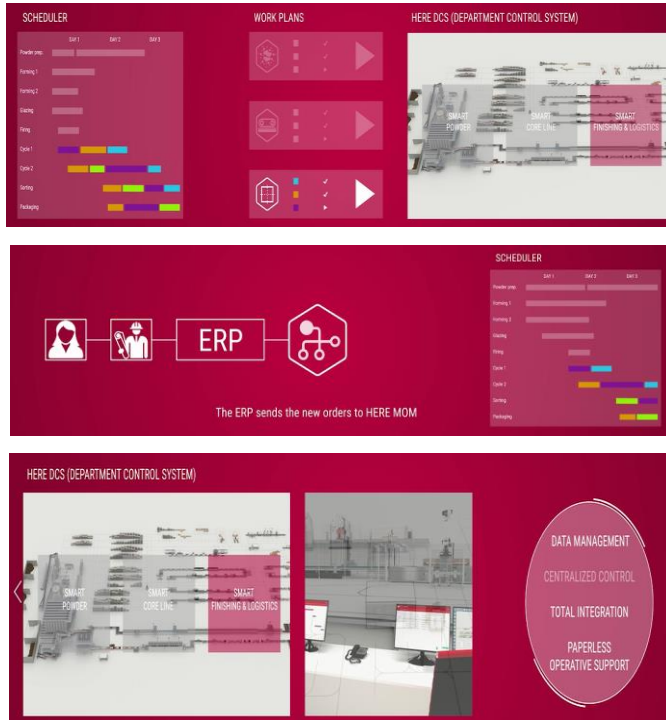 SCHEDULER
WORK PLANS
HERE DCS (DEPARTMENT CONTROL SYSTEM)
DAY 1 DAY 2 DAY 3
Powder prep.
Forming 1
Forming 2
Glazing
Firing
Cycle 1
Cycle 2
Sorting
Packaging
SMART
POWDER
SMART
CORE LINE
SMART
FINISHING & LOGISTICS
SCHEDULER
DAY 1 DAY 2 DAY 3
Powder prep.
Forming 1
Forming 2
Glazing
Firing
Cycle 1
Cycle 2
Sorting
Packaging
ERP
The ERP sends the new orders to HERE MOM
HERE DCS (DEPARTMENT CONTROL SYSTEM)
SMART
POWDER
SMART
CORE LINE
SMART
FINISHING & LOGISTICS
DATA MANAGEMENT
CENTRALIZED CONTROL
TOTAL INTEGRATION
PAPERLESS
OPERATIVE SUPPORT